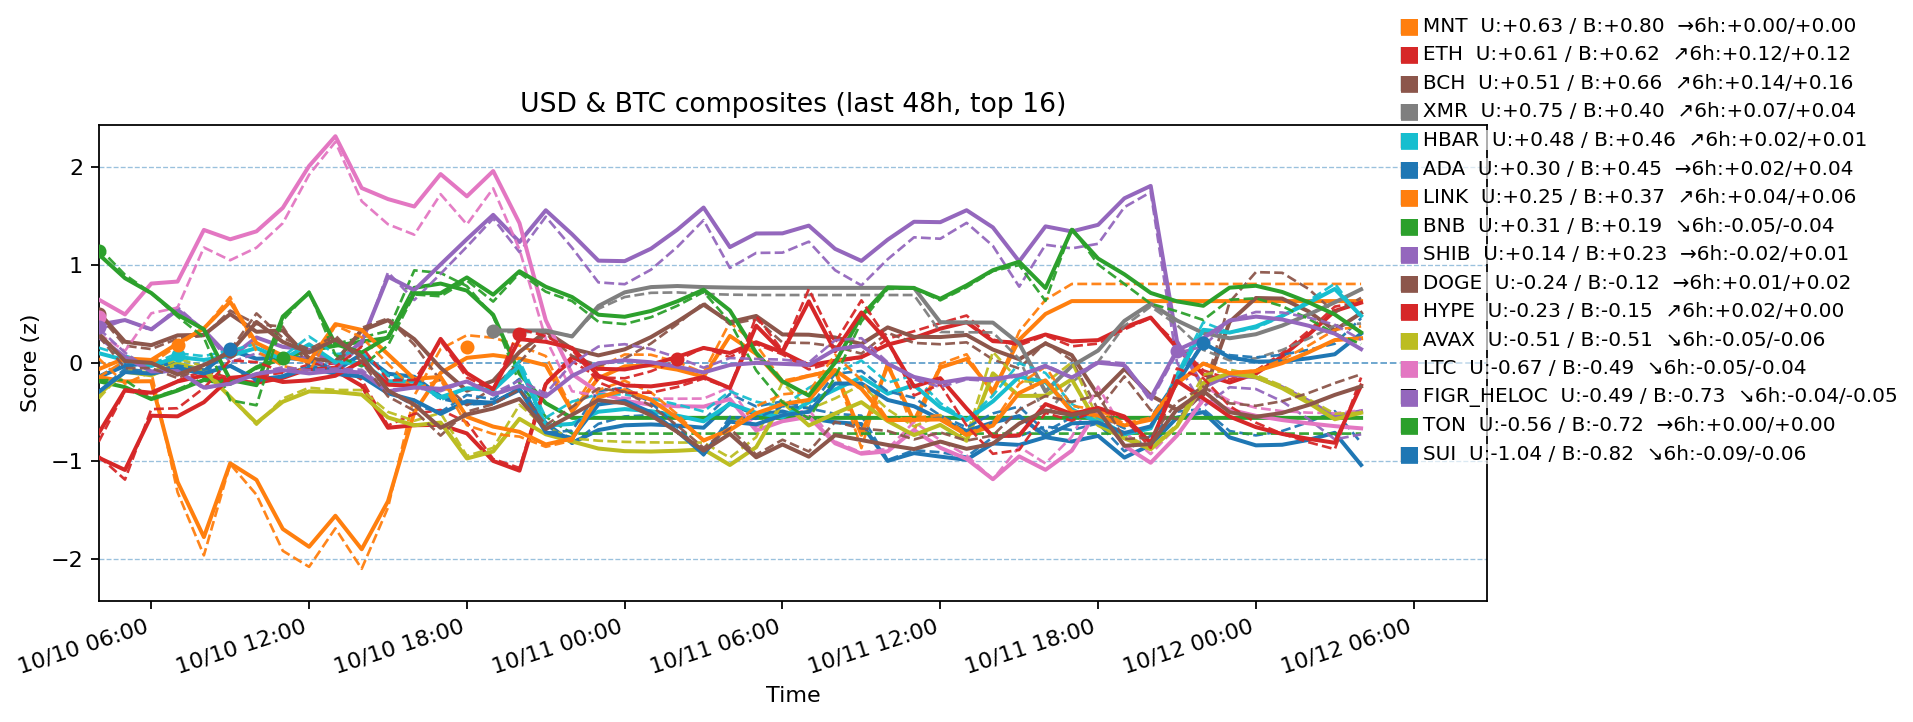 MNT  U:+0.63 / B:+0.80  →6h:+0.00/+0.00
ETH  U:+0.61 / B:+0.62  ↗6h:+0.12/+0.12
BCH  U:+0.51 / B:+0.66  ↗6h:+0.14/+0.16
XMR  U:+0.75 / B:+0.40  ↗6h:+0.07/+0.04
HBAR  U:+0.48 / B:+0.46  ↗6h:+0.02/+0.01
ADA  U:+0.30 / B:+0.45  →6h:+0.02/+0.04
LINK  U:+0.25 / B:+0.37  ↗6h:+0.04/+0.06
BNB  U:+0.31 / B:+0.19  ↘6h:-0.05/-0.04
SHIB  U:+0.14 / B:+0.23  →6h:-0.02/+0.01
DOGE  U:-0.24 / B:-0.12  →6h:+0.01/+0.02
HYPE  U:-0.23 / B:-0.15  ↗6h:+0.02/+0.00
AVAX  U:-0.51 / B:-0.51  ↘6h:-0.05/-0.06
LTC  U:-0.67 / B:-0.49  ↘6h:-0.05/-0.04
FIGR_HELOC  U:-0.49 / B:-0.73  ↘6h:-0.04/-0.05
TON  U:-0.56 / B:-0.72  →6h:+0.00/+0.00
SUI  U:-1.04 / B:-0.82  ↘6h:-0.09/-0.06
USD & BTC composites (last 48h, top 16)
Score (z)
2
1
0
−1
−2
10/10 06:00
10/10 12:00
10/10 18:00
10/11 00:00
10/11 06:00
10/11 12:00
10/11 18:00
10/12 00:00
10/12 06:00
Time